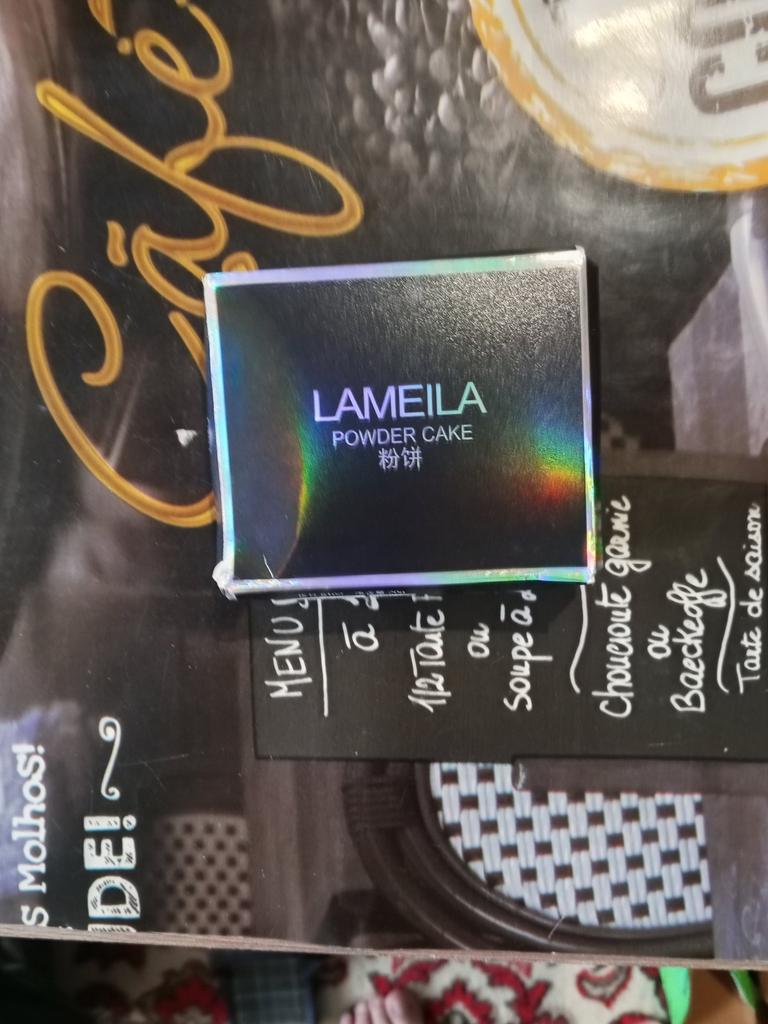 LAMEILA
POWDER CAKE
粉饼
Café
MENU
à
1/2 Tarte
ou
Soupe à
Choucroute garnie
ou
Baeckeoffe
Tarte de saison
S Molhos!
DE!